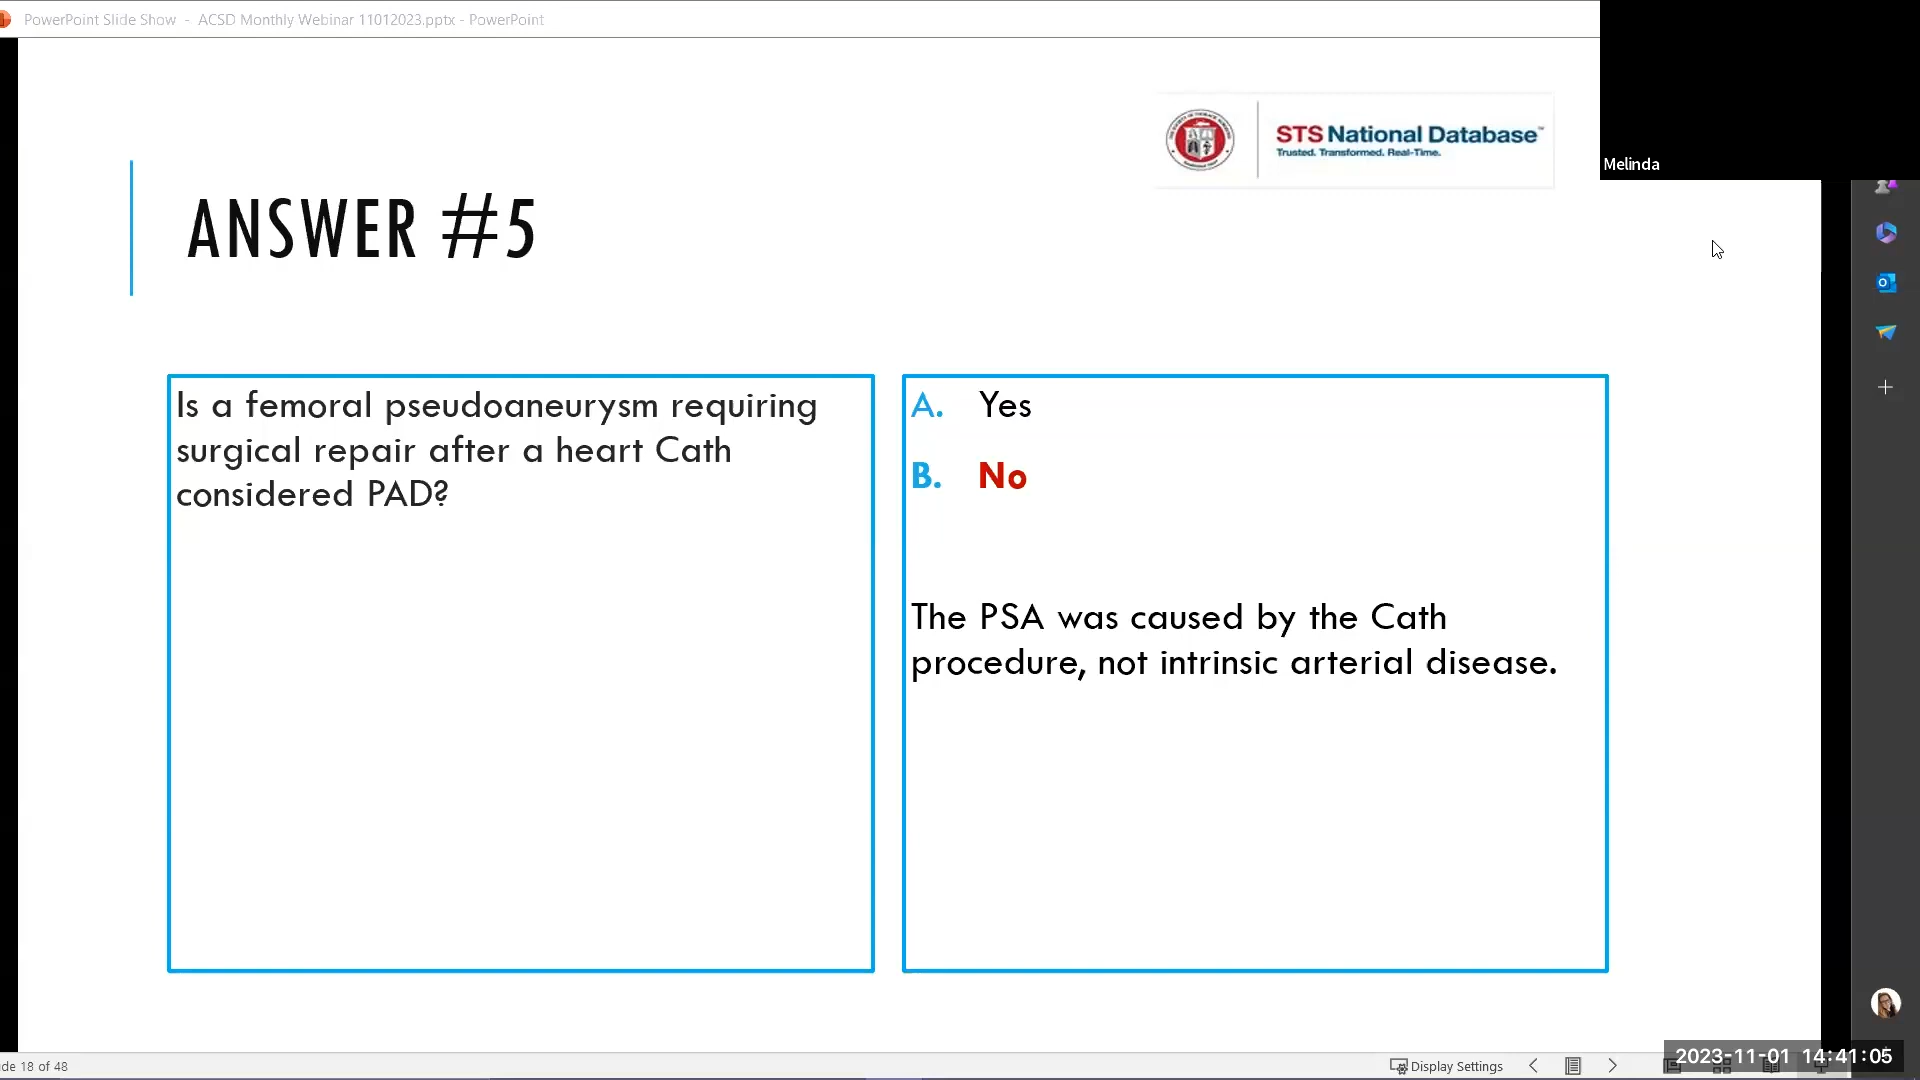 PowerPoint Slide Show - ACSD Monthly Webinar 11012023.pptx - PowerPoint
STS National Database™
Trusted. Transformed. Real-Time.
Melinda
ANSWER #5
Is a femoral pseudoaneurysm requiring
surgical repair after a heart Cath
considered PAD?
A. Yes
B. No
The PSA was caused by the Cath
procedure, not intrinsic arterial disease.
de 18 of 48
Display Settings
2023-11-01 14:41:05